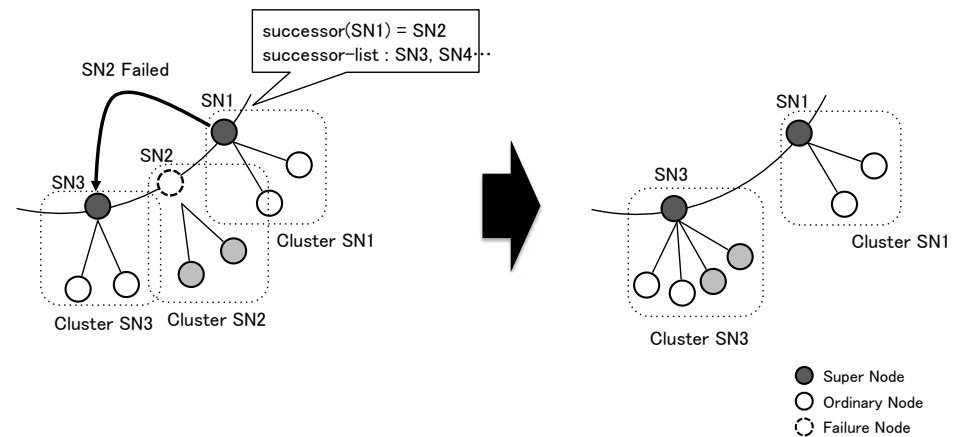 successor(SN1) = SN2
successor-list : SN3, SN4…
SN2 Failed
SN1
SN2
SN3
Cluster SN1
Cluster SN3
Cluster SN2
SN1
SN3
Cluster SN1
Cluster SN3
Super Node
Ordinary Node
Failure Node